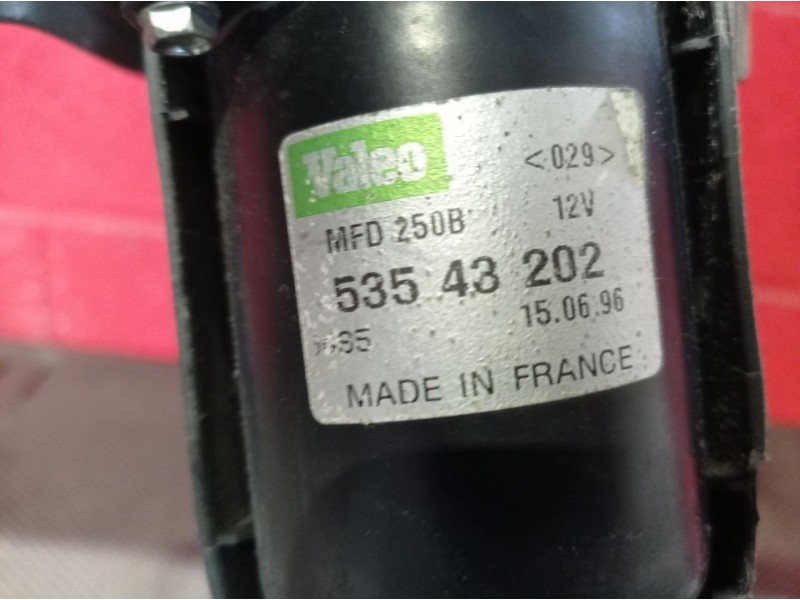 Valeo <029>
MFD 250B 12V
535 43 202
15.06.96
MADE IN FRANCE